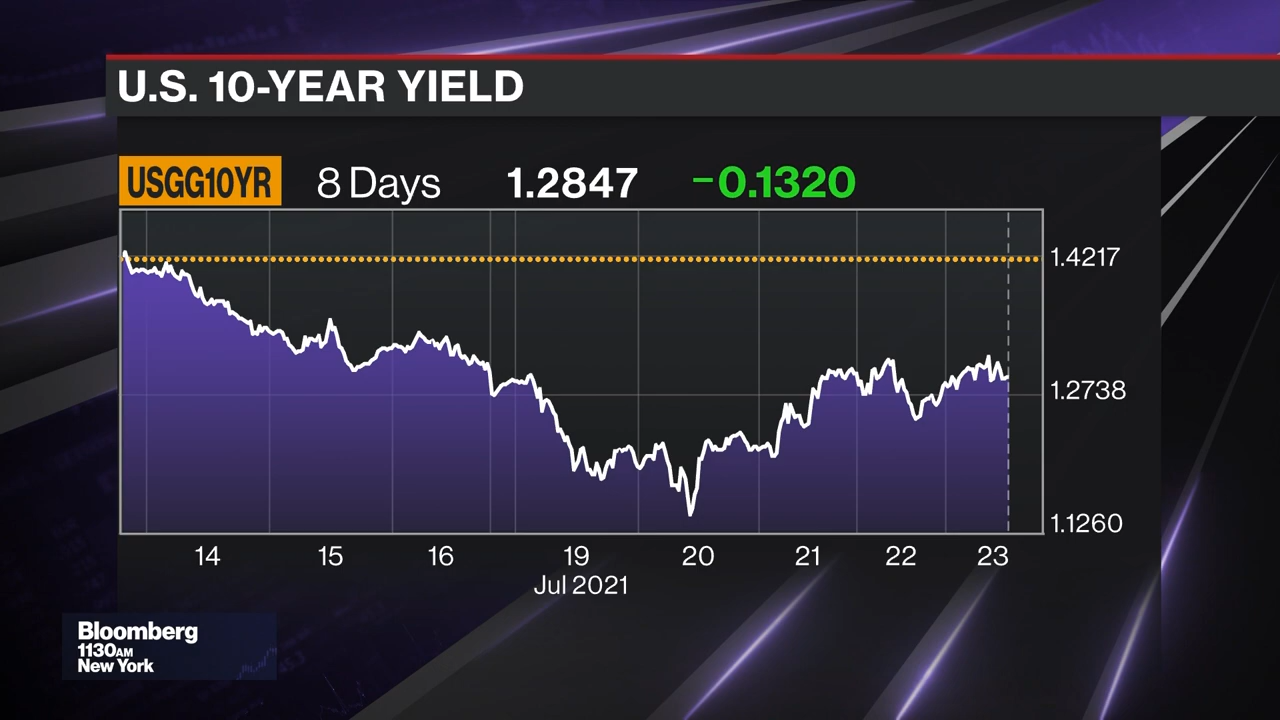 U.S. 10-YEAR YIELD
USGG10YR 8 Days 1.2847 -0.1320
1.4217
1.2738
1.1260
14 15 16 19 20 21 22 23
Jul 2021
Bloomberg
1130AM
New York